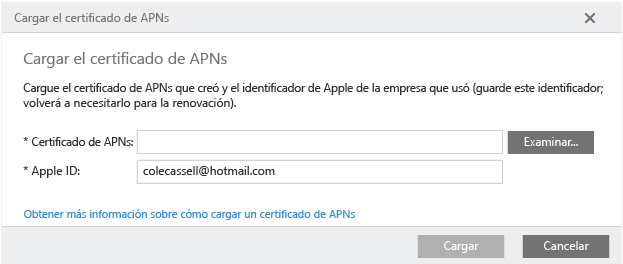 Cargar el certificado de APNs
Cargar el certificado de APNs
Cargue el certificado de APNs que creó y el identificador de Apple de la empresa que usó (guarde este identificador;
volverá a necesitarlo para la renovación).
* Certificado de APNs:
Examinar...
* Apple ID:
colecassell@hotmail.com
Obtener más información sobre cómo cargar un certificado de APNs
Cargar
Cancelar